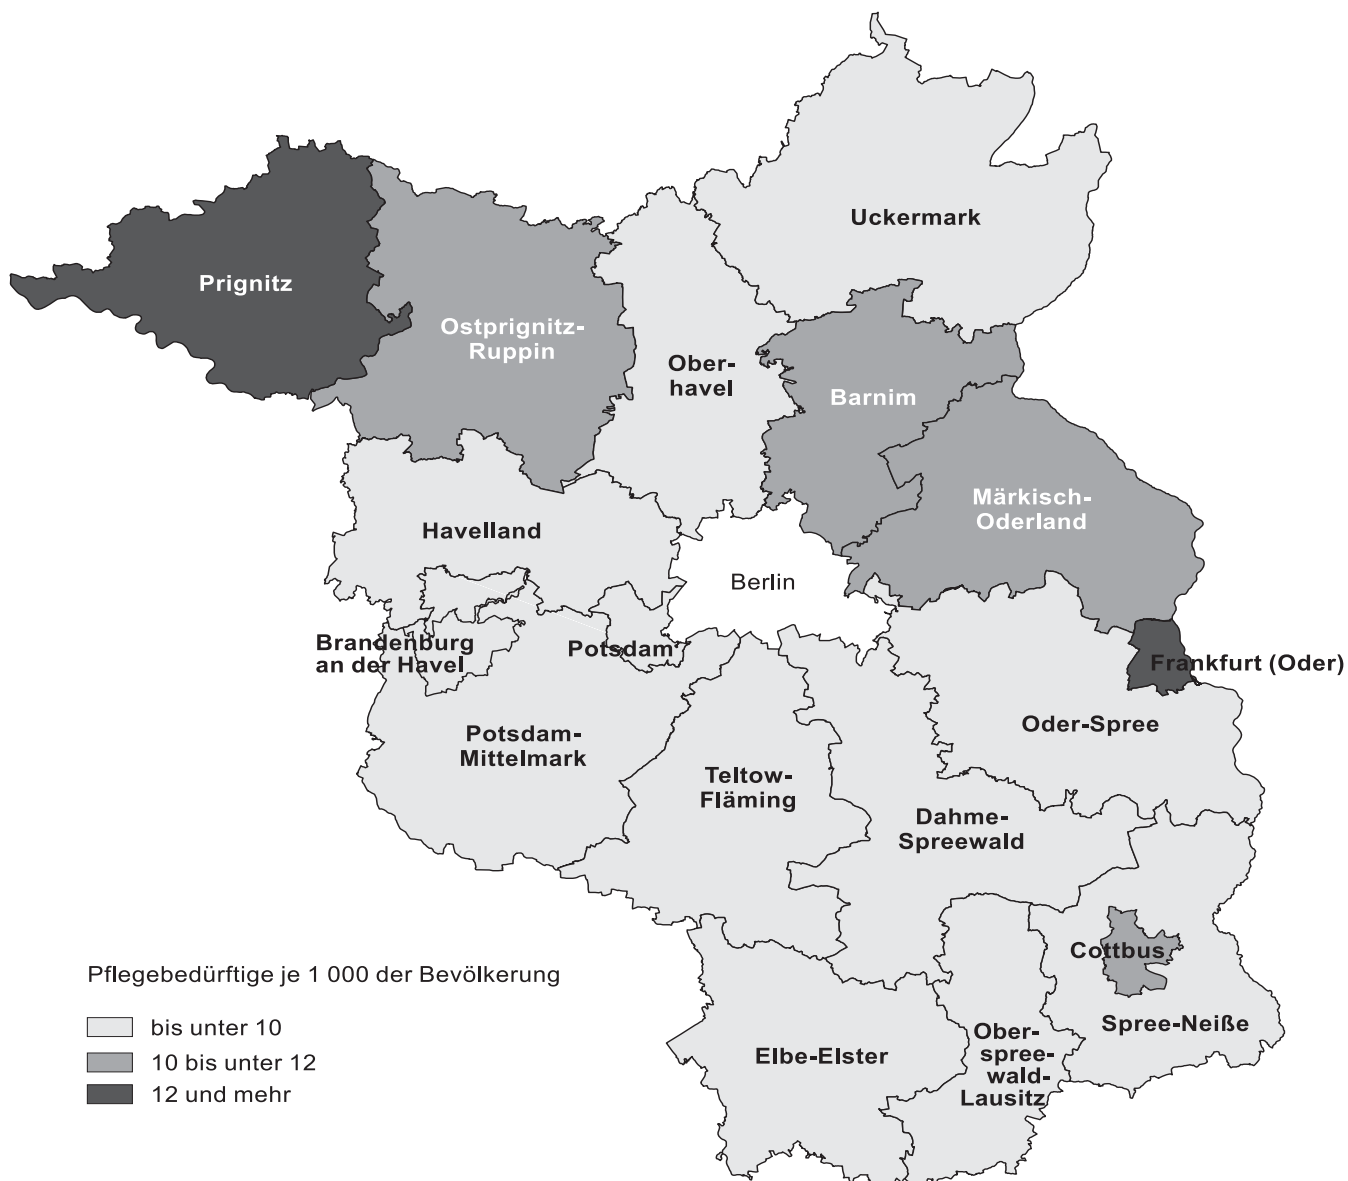 Uckermark
Prignitz
Ostprignitz-
Ruppin
Ober-
havel
Barnim
Märkisch-
Oderland
Havelland
Berlin
Brandenburg
an der Havel
Potsdam
Frankfurt (Oder)
Potsdam-
Mittelmark
Oder-Spree
Teltow-
Fläming
Dahme-
Spreewald
Cottbus
Spree-Neiße
Elbe-Elster
Ober-
spree-
wald-
Lausitz
Pflegebedürftige je 1 000 der Bevölkerung
bis unter 10
10 bis unter 12
12 und mehr